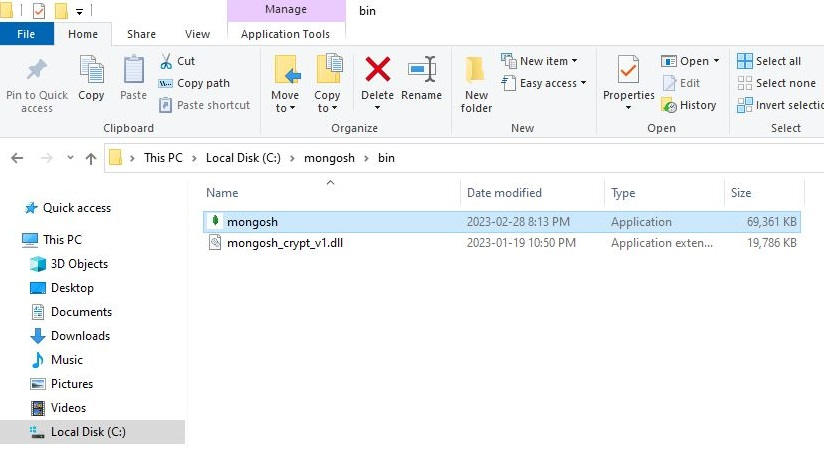 Manage
bin
File
Home
Share
View
Application Tools
Pin to Quick access
Copy
Paste
Cut
Copy path
Paste shortcut
Clipboard
Move to
Copy to
Delete
Rename
Organize
New folder
New item
Easy access
New
Properties
Open
Edit
History
Open
Select all
Select none
Invert selectio
Select
This PC > Local Disk (C:) > mongosh > bin
Name Date modified Type Size
mongosh 2023-02-28 8:13 PM Application 69,361 KB
mongosh_crypt_v1.dll 2023-01-19 10:50 PM Application exten... 19,786 KB
Quick access
This PC
3D Objects
Desktop
Documents
Downloads
Music
Pictures
Videos
Local Disk (C:)